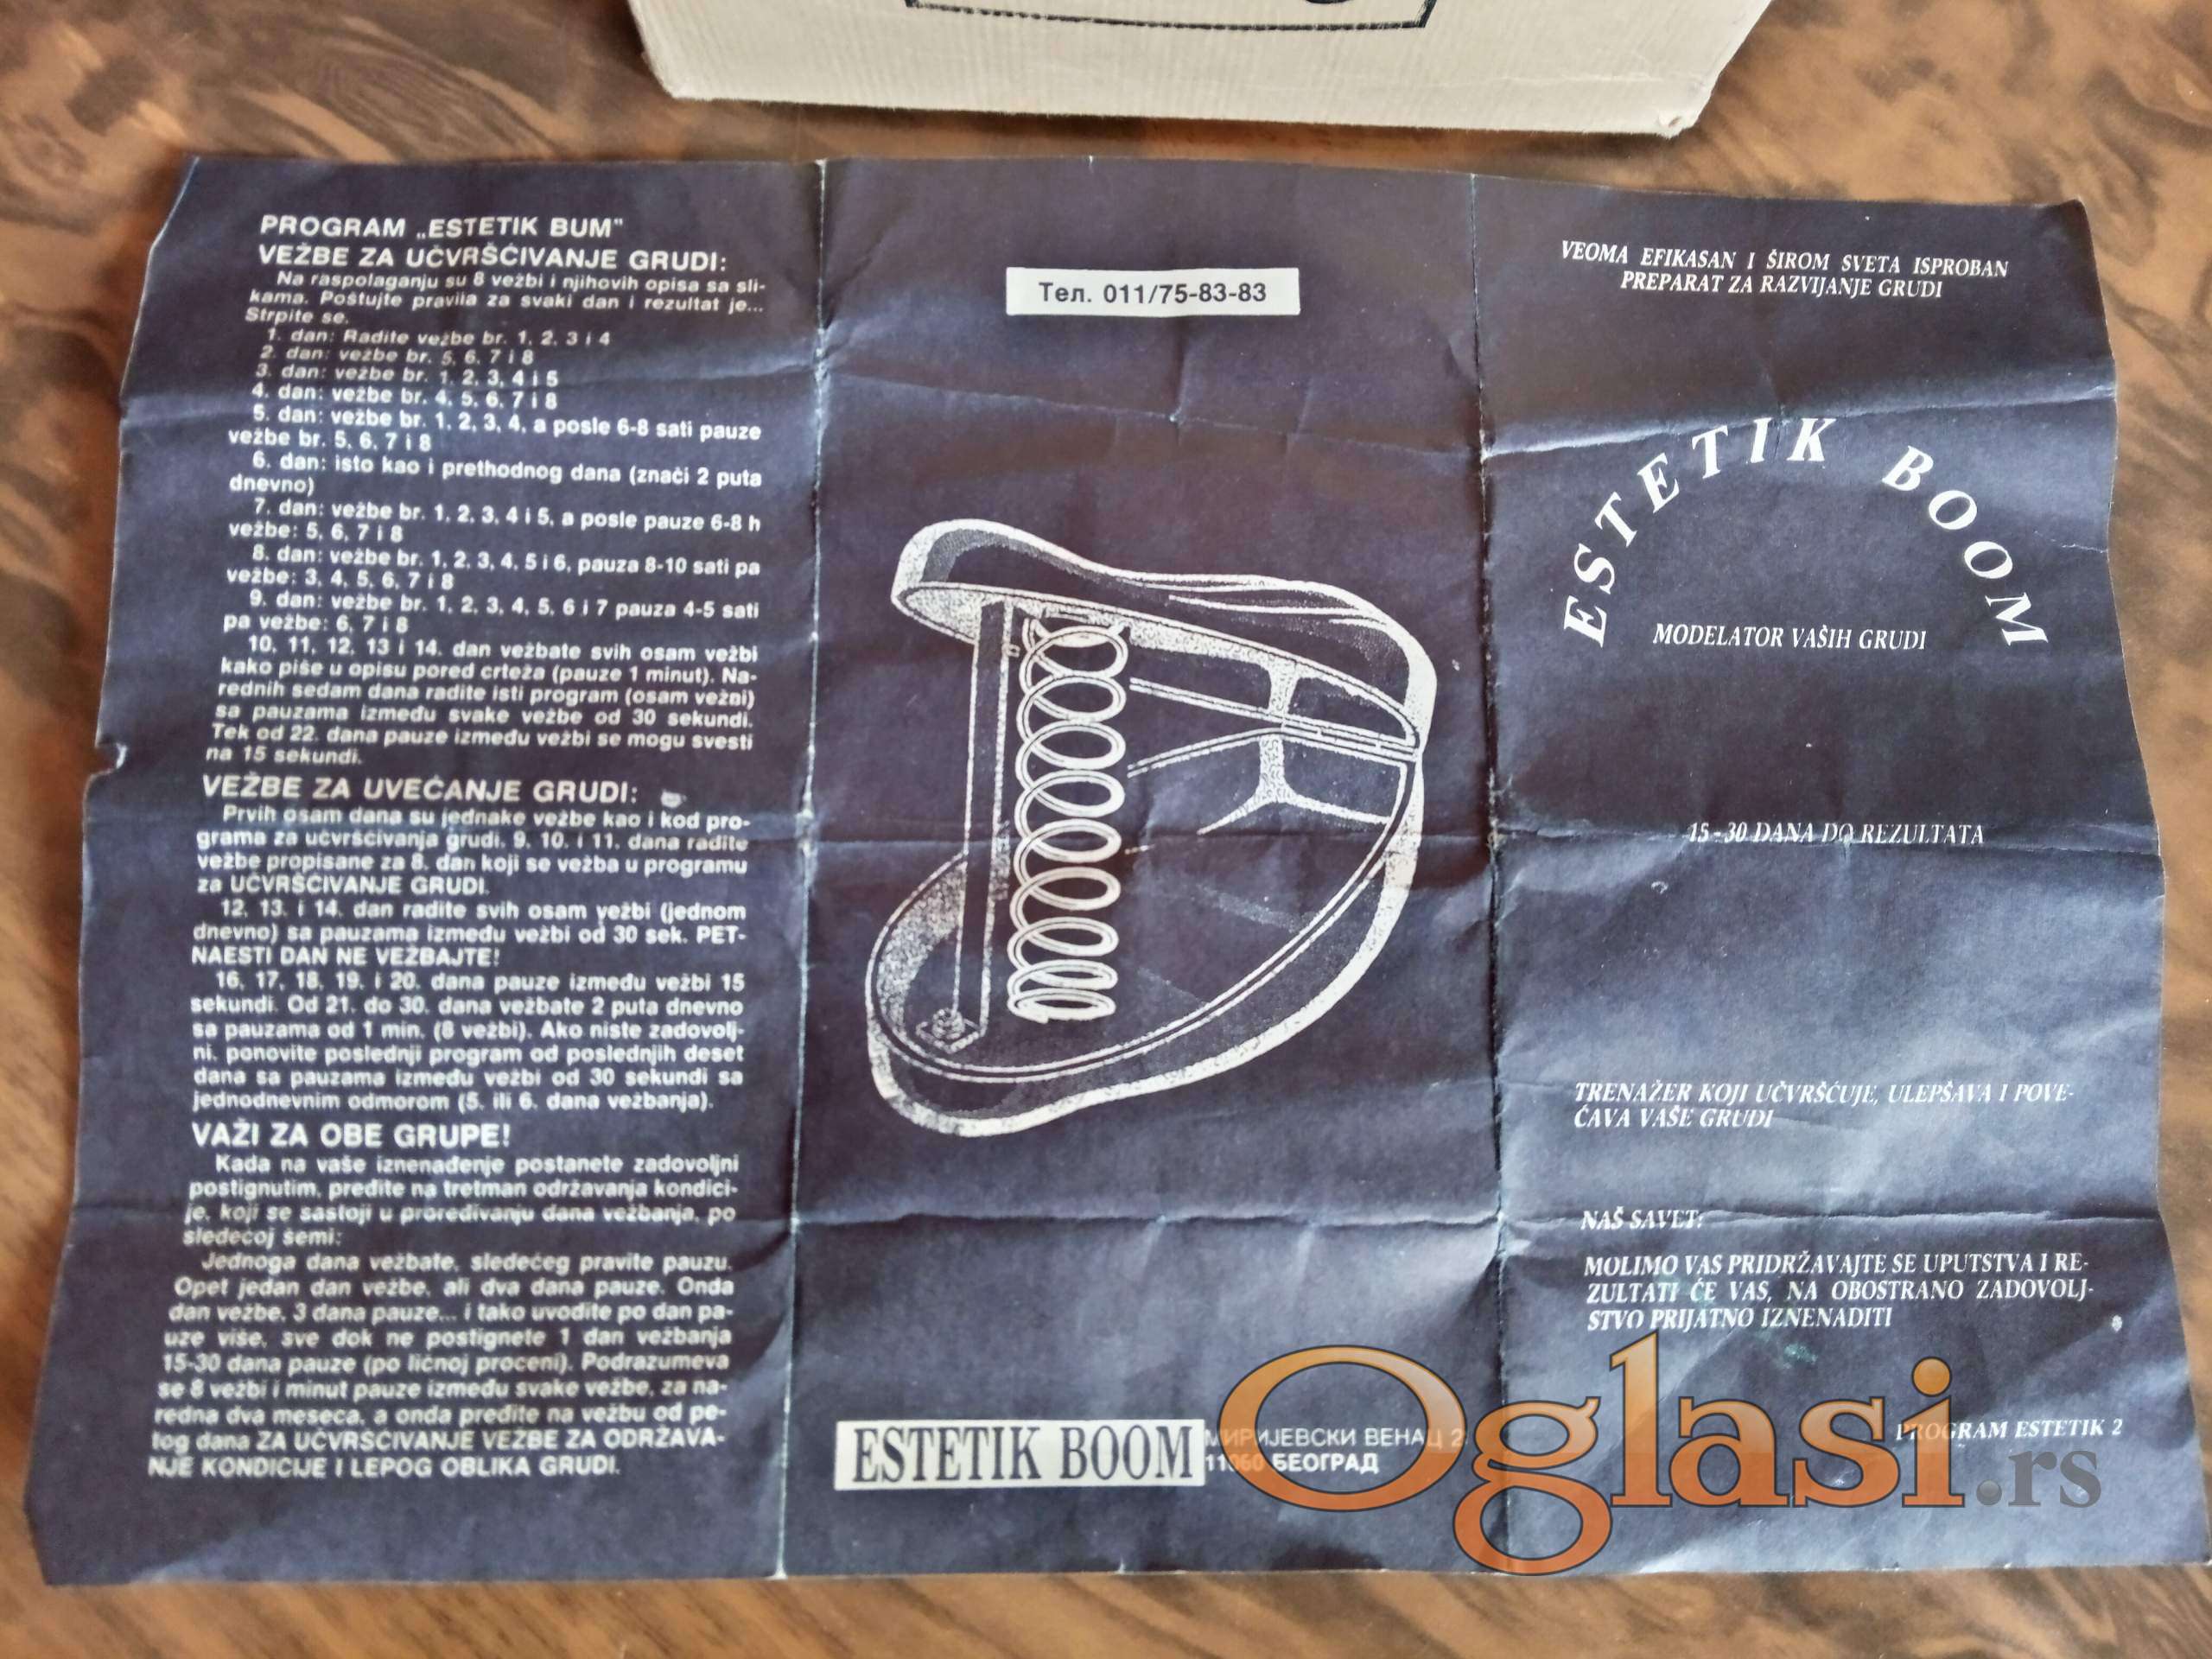 PROGRAM „ESTETIK BUM”
VEŽBE ZA UČVRŠĆIVANJE GRUDI:
Na raspolaganju su 8 vežbi i njihovih opisa sa sli-
kama. Poštujte pravila za svaki dan i rezultat je...
Strpite se.
1. dan: Radite vežbe br. 1, 2, 3 i 4
2. dan: vežbe br. 5, 6, 7 i 8
3. dan: vežbe br. 1, 2, 3, 4 i 5
4. dan: vežbe br. 4, 5, 6, 7 i 8
5. dan: vežbe br. 1, 2, 3, 4, a posle 6-8 sati pauze
vežbe br. 5, 6, 7 i 8
6. dan: isto kao i prethodnog dana (znači 2 puta
dnevno)
7. dan: vežbe br. 1, 2, 3, 4 i 5, a posle pauze 6-8 h
vežbe: 5, 6, 7 i 8
8. dan: vežbe br. 1, 2, 3, 4, 5 i 6, pauza 8-10 sati pa
vežbe: 3, 4, 5, 6, 7 i 8
9. dan: vežbe br. 1, 2, 3, 4, 5, 6 i 7 pauza 4-5 sati
pa vežbe: 6, 7 i 8
10, 11, 12, 13 i 14. dan vežbate svih osam vežbi
kako piše u opisu pored crteža (pauze 1 minut). Na-
rednih sedam dana radite isti program (osam vežni)
sa pauzama između svake vežbe od 30 sekundi.
Tek od 22. dana pauze između vežbi se mogu svesti
na 15 sekundi.
VEŽBE ZA UVEĆANJE GRUDI:
Prvih osam dana su jednake vežbe kao i kod pro-
grama za učvršćivanja grudi. 9, 10. i 11. dana radite
vežbe propisane za 8. dan koji se vežba u programu
za UČVRŠĆIVANJE GRUDI.
12, 13. i 14. dan radite svih osam vežbi (jednom
dnevno) sa pauzama između vežbi od 30 sek. PET-
NAESTI DAN NE VEŽBAJTE!
16, 17, 18, 19. i 20. dana pauze između vežbi 15
sekundi. Od 21. do 30. dana vežbate 2 puta dnevno
sa pauzama od 1 min. (8 vežbi). Ako niste zadovolj-
ni, ponovite poslednji program od poslednjih deset
dana sa pauzama između vežbi od 30 sekundi sa
jednodnevnim odmorom (5. ili 6. dana vežbanja).
VAŽI ZA OBE GRUPE!
Kada na vaše iznenađenje postanete zadovoljni
postignutim, pređite na tretman održavanja kondici-
je, koji se sastoji u proređivanju dana vežbanja, po
sledećoj šemi:
Jednoga dana vežbate, sledećeg pravite pauzu.
Opet jedan dan vežbe, ali dva dana pauze. Onda
dan vežbe, 3 dana pauze... i tako uvodite po dan pa-
uze više, sve dok ne postignete 1 dan vežbanja
15-30 dana pauze (po ličnoj proceni). Podrazumeva
se 8 vežbi i minut pauze između svake vežbe, za na-
redna dva meseca, a onda pređite na vežbu od pe-
tog dana ZA UČVRŠĆIVANJE VEŽBE ZA ODRŽAVA-
NJE KONDICIJE I LEPOG OBLIKA GRUDI.
Тел. 011/75-83-83
ESTETIK BOOM
МИРИЈЕВСКИ ВЕНАЦ 2
11060 БЕОГРАД
VEOMA EFIKASAN I ŠIROM SVETA ISPROBAN
PREPARAT ZA RAZVIJANJE GRUDI
ESTETIK BOOM
MODELATOR VAŠIH GRUDI
15-30 DANA DO REZULTATA
TRENAŽER KOJI UČVRŠĆUJE, ULEPŠAVA I POVE-
ĆAVA VAŠE GRUDI
NAŠ SAVET:
MOLIMO VAS PRIDRŽAVAJTE SE UPUTSTVA I RE-
ZULTATI ĆE VAS, NA OBOSTRANO ZADOVOLJ-
STVO PRIJATNO IZNENADITI
PROGRAM ESTETIK 2
Oglasi.rs